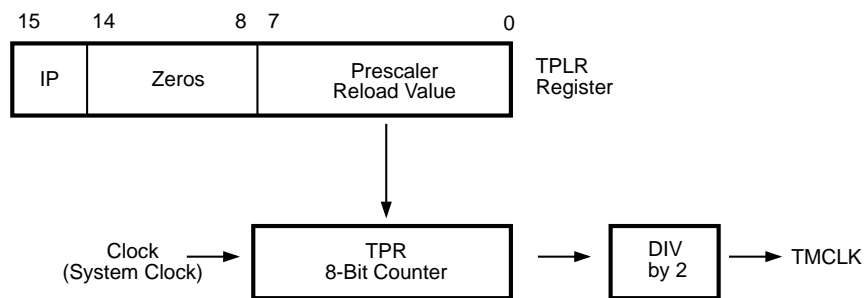 15 14 8 7 0
IP
Zeros
Prescaler
Reload Value
TPLR
Register
Clock
(System Clock)
TPR
8-Bit Counter
DIV
by 2
TMCLK